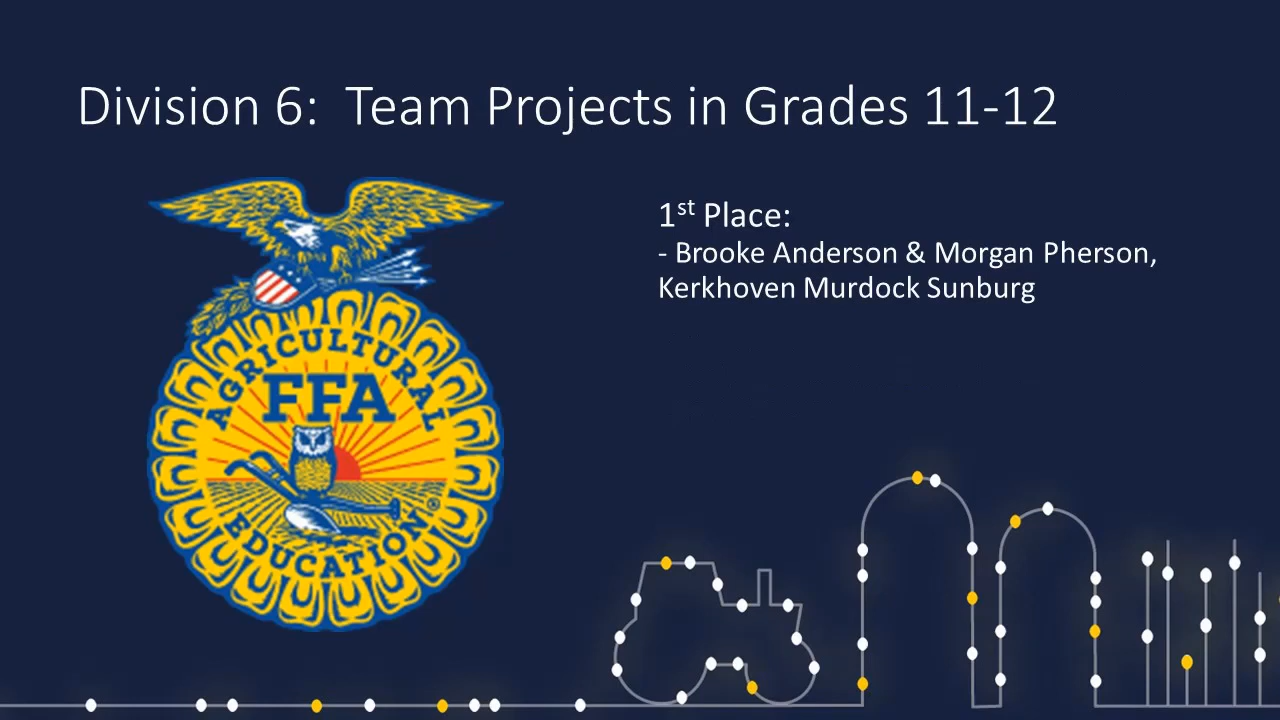 Division 6:  Team Projects in Grades 11-12
1st Place:
- Brooke Anderson & Morgan Pherson,
Kerkhoven Murdock Sunburg
AGRICULTURAL
FFA
EDUCATION
®